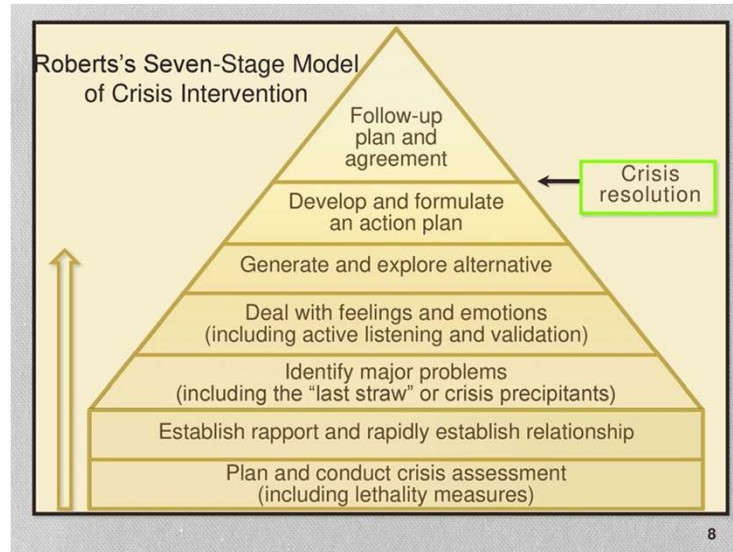 Roberts's Seven-Stage Model
of Crisis Intervention
Follow-up
plan and
agreement
Crisis
resolution
Develop and formulate
an action plan
Generate and explore alternative
Deal with feelings and emotions
(including active listening and validation)
Identify major problems
(including the “last straw” or crisis precipitants)
Establish rapport and rapidly establish relationship
Plan and conduct crisis assessment
(including lethality measures)
8